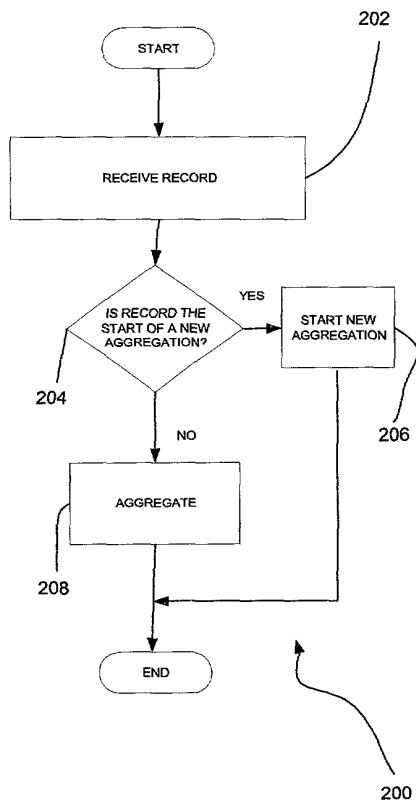 202
START
RECEIVE RECORD
IS RECORD THE
START OF A NEW
AGGREGATION?
YES
START NEW
AGGREGATION
204
206
NO
AGGREGATE
208
END
200